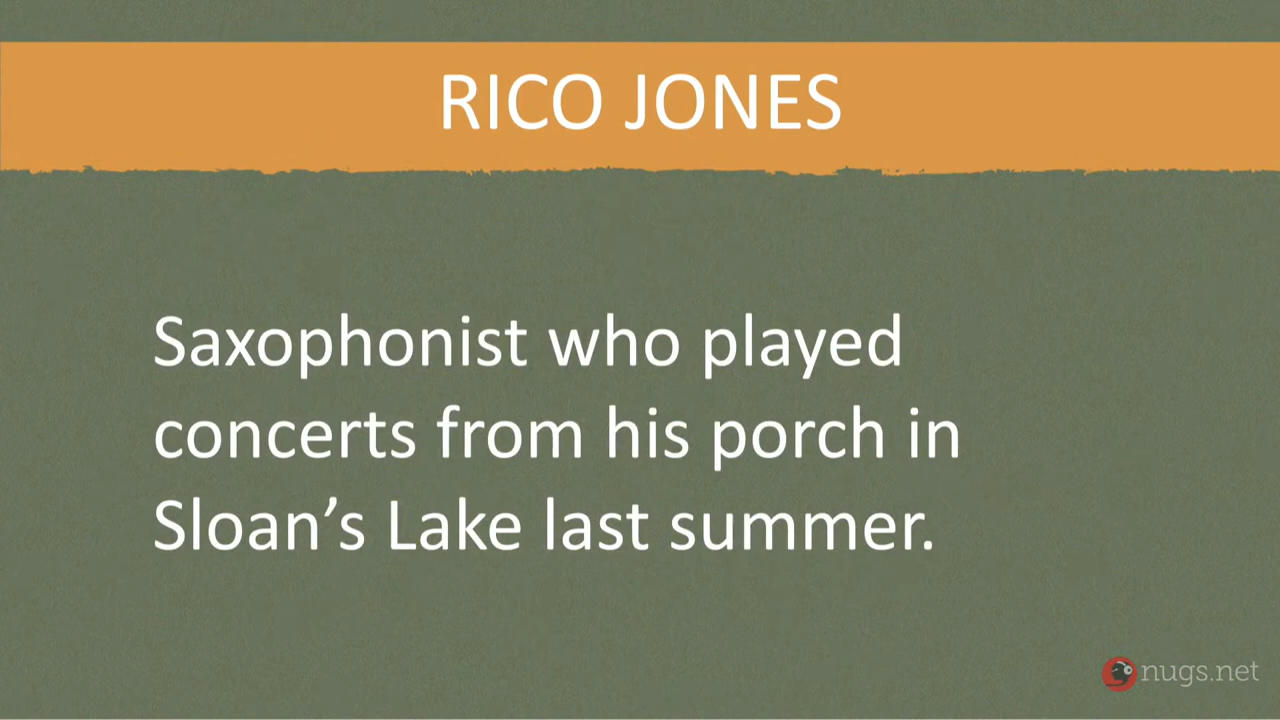 RICO JONES
Saxophonist who played
concerts from his porch in
Sloan’s Lake last summer.
nugs.net